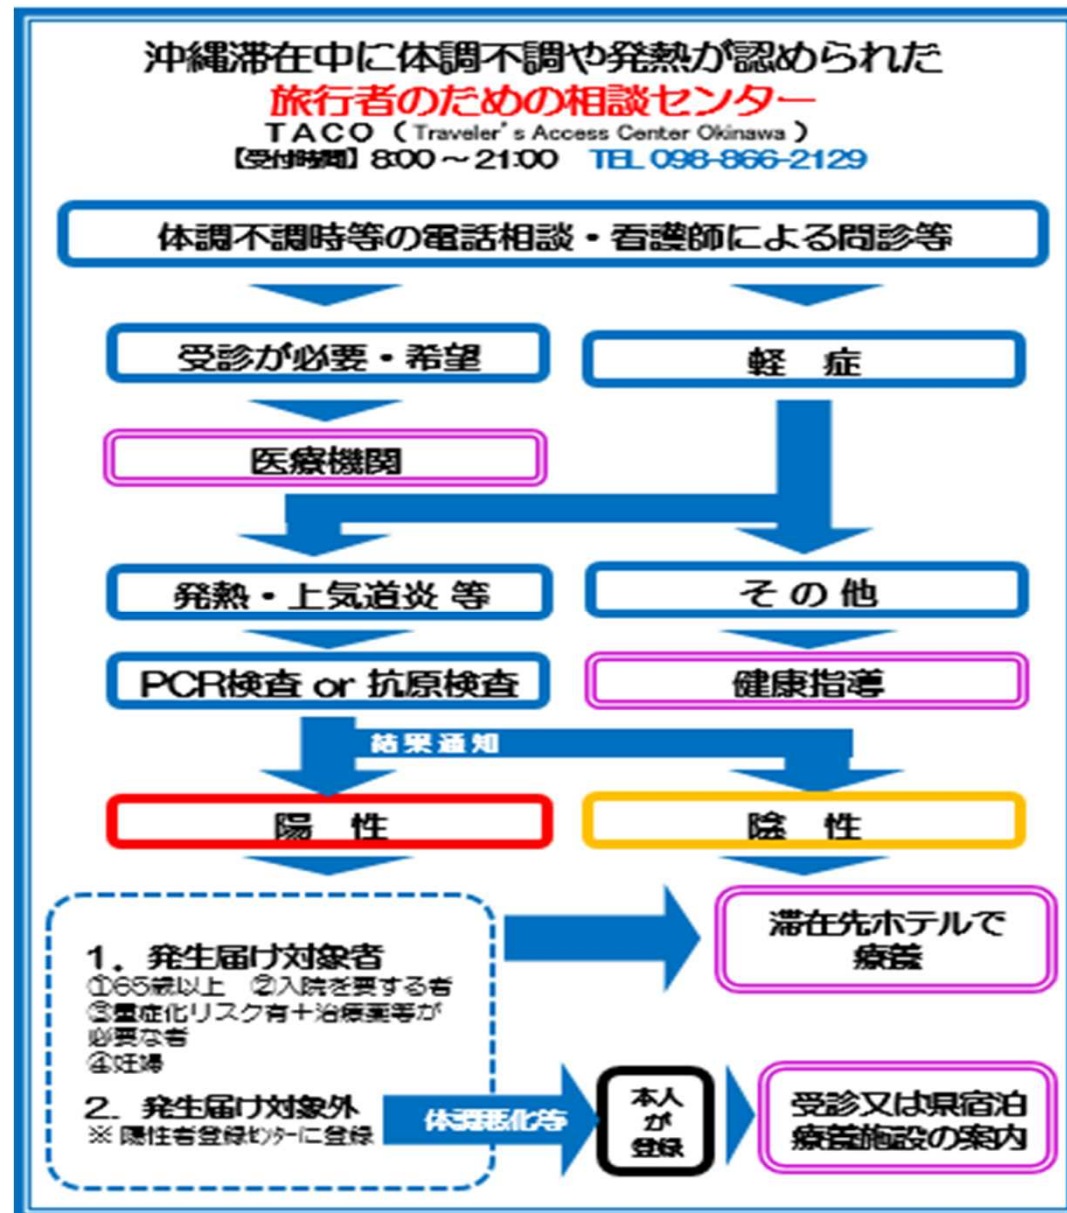 沖縄滞在中に体調不調や発熱が認められた
旅行者のための相談センター
TACO ( Traveler's Access Center Okinawa )
【受付時間】 8:00 ~ 21:00 TEL 098-866-2129
体調不調時等の電話相談・看護師による問診等
受診が必要・希望
軽 症
医療機関
発熱・上気道炎 等
その他
PCR検査 or 抗原検査
健康指導
結果通知
陽 性
陰 性
滞在先ホテルで
療養
1. 発生届け対象者
①65歳以上 ②入院を要する者
③重症化リスク有+治療薬等が
必要な者
④妊婦
2. 発生届け対象外
※ 陽性者登録センターに登録
体調悪化等
本人
が
登録
受診又は県宿泊
療養施設の案内